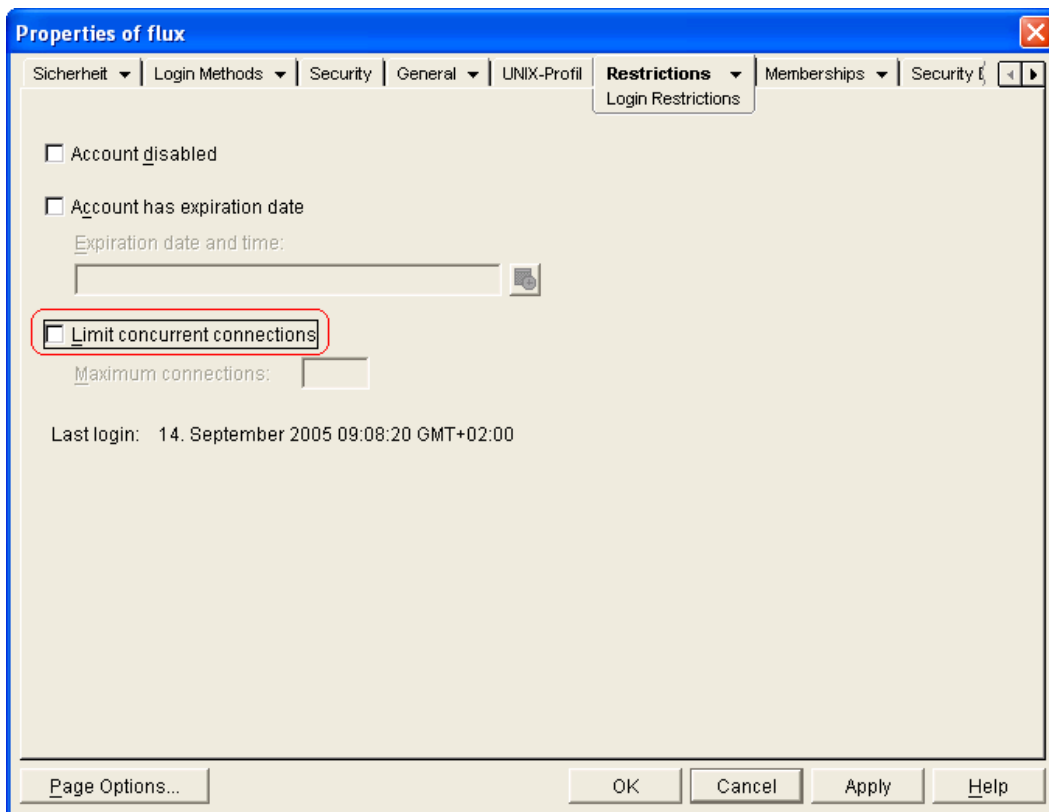 Properties of flux
Sicherheit Login Methods Security General UNIX-Profil Restrictions Memberships Security
Login Restrictions
Account disabled
Account has expiration date
Expiration date and time:
Limit concurrent connections
Maximum connections:
Last login: 14. September 2005 09:08:20 GMT+02:00
Page Options... OK Cancel Apply Help